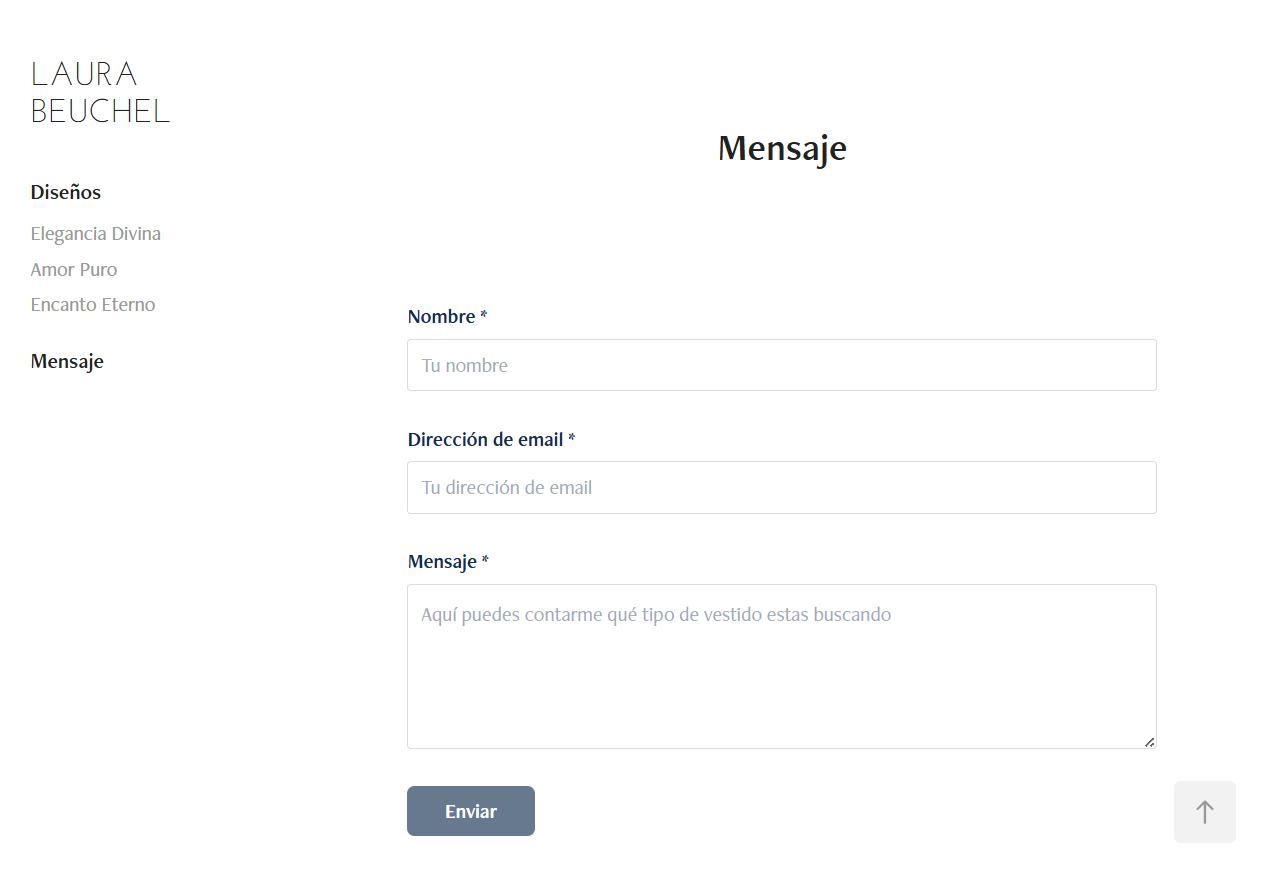 LAURA
BEUCHEL
Diseños
Elegancia Divina
Amor Puro
Encanto Eterno
Mensaje
Mensaje
Nombre *
Tu nombre
Dirección de email *
Tu dirección de email
Mensaje *
Aquí puedes contarme qué tipo de vestido estas buscando
Enviar